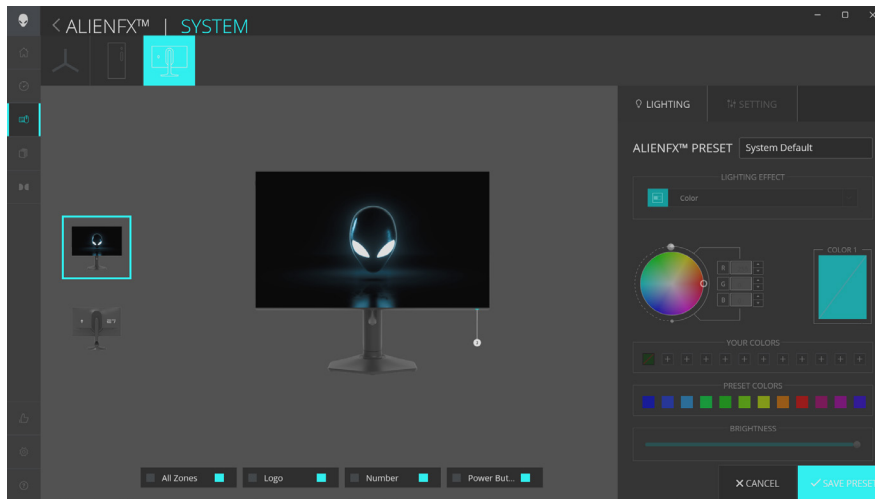 ALIENFX™ | SYSTEM
LIGHTING
SETTING
ALIENFX™ PRESET System Default
LIGHTING EFFECT
Color
COLOR 1
R
G
B
YOUR COLORS
PRESET COLORS
BRIGHTNESS
All Zones
Logo
Number
Power But...
CANCEL
SAVE PRESET